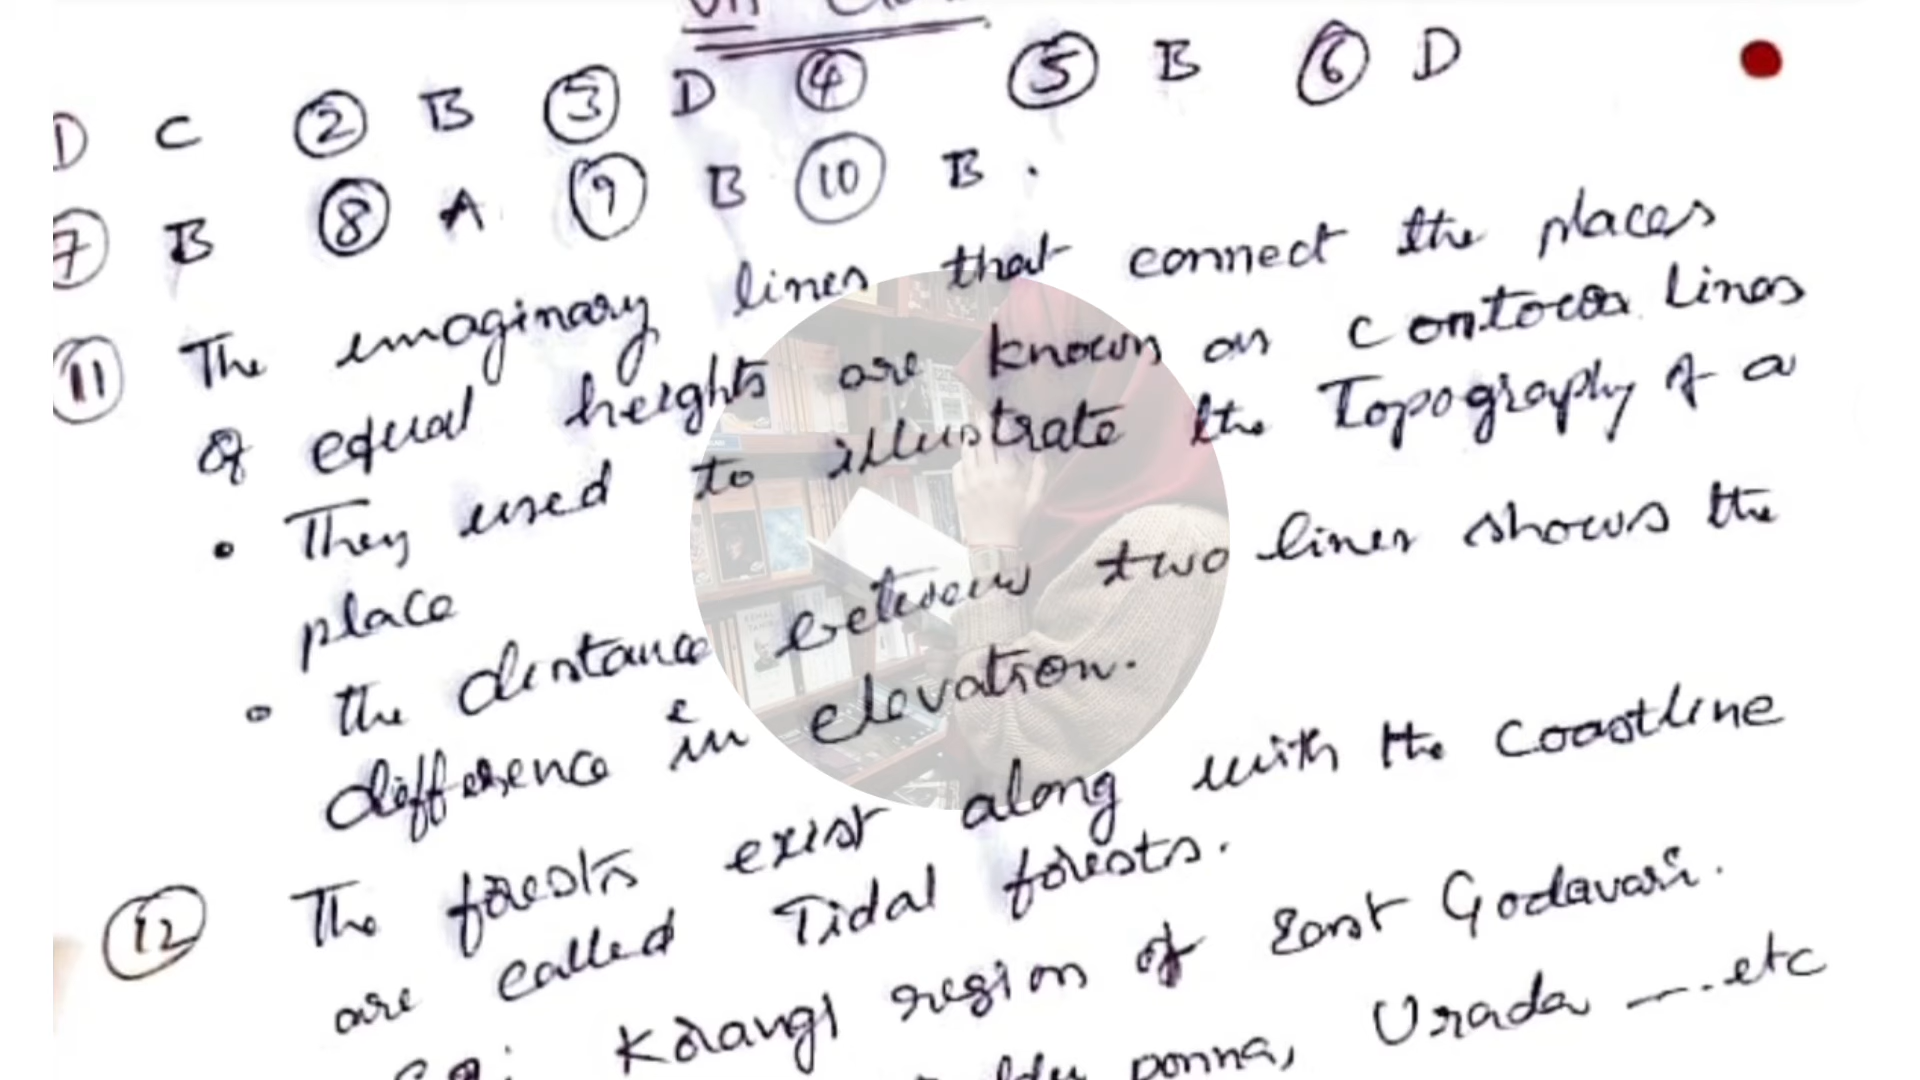 VII
1) C ② B ③ D ④ ⑤ B ⑥ D
⑦ B ⑧ A ⑨ B ⑩ B.
⑪ The imaginary lines that connect the places
of equal heights are known as contour Lines
• They used to illustrate the Topography of a
place
• the distance between two lines shows the
difference in elevation.
⑫ The forests exist along with the coastline
are called Tidal forests.
Eg: Korangi region of East Godavari.
ponna, Urada ---- etc